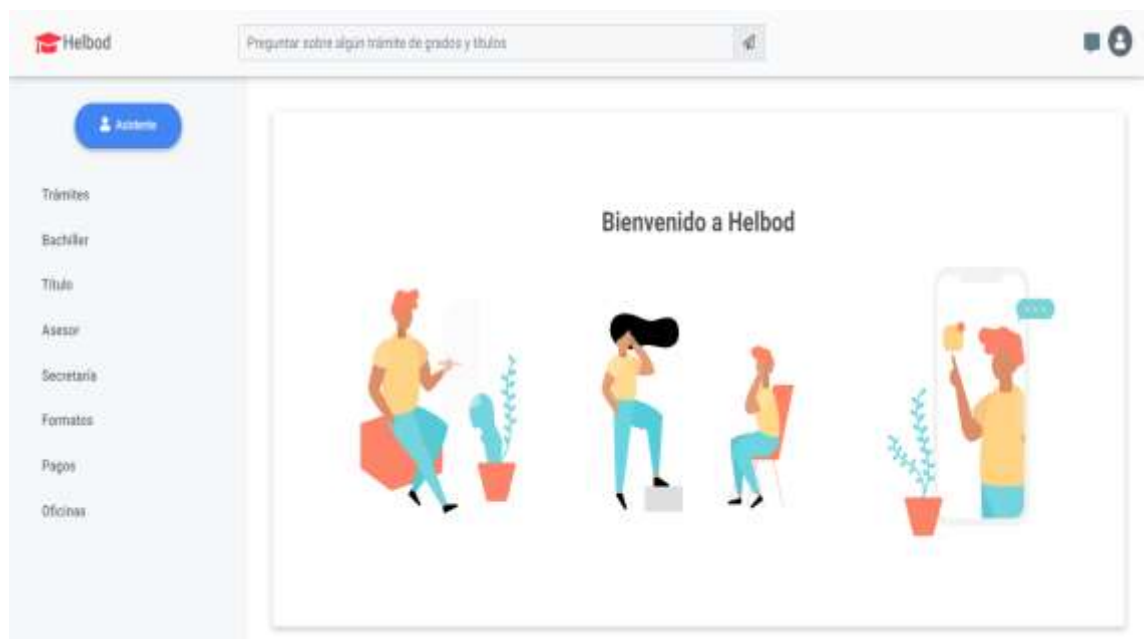 Helbod
Preguntar sobre algún trámite de grados y títulos
Asistente
Trámites
Bachiller
Título
Asesor
Secretaría
Formatos
Pagos
Oficinas
Bienvenido a Helbod